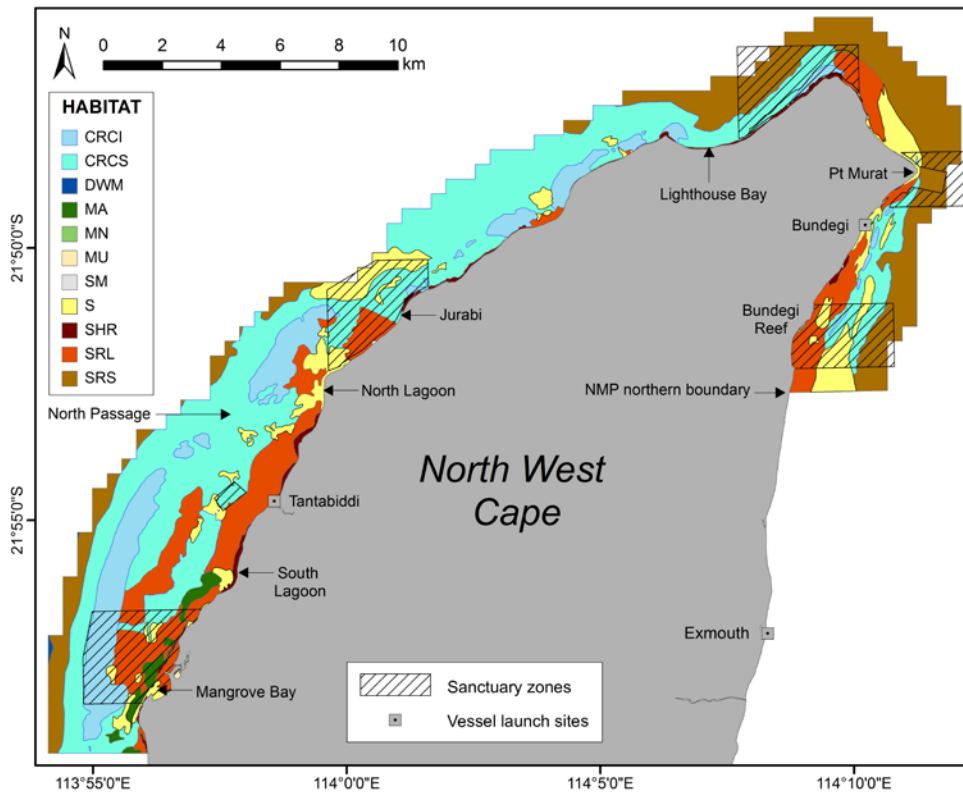 N
0 2 4 6 8 10
km
HABITAT
CRCI
CRCS
DWM
MA
MN
MU
SM
S
SHR
SRL
SRS
Pt Murat
Lighthouse Bay
Bundegi
21°50'0"S
Jurabi
Bundegi
Reef
North Lagoon
NMP northern boundary
North Passage
North West
Cape
Tantabiddi
21°55'0"S
South
Lagoon
Exmouth
Mangrove Bay
Sanctuary zones
Vessel launch sites
113°55'0"E
114°0'0"E
114°5'0"E
114°10'0"E